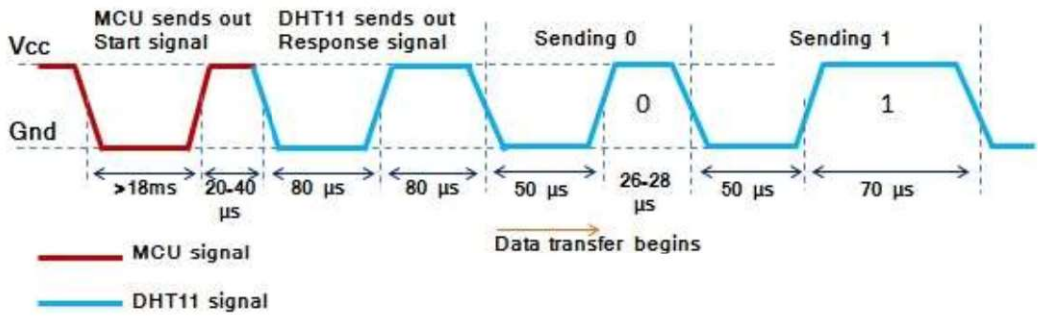 MCU sends out
Start signal
DHT11 sends out
Response signal
Sending 0
Sending 1
Vcc
0
1
Gnd
>18ms
20-40
µs
80 µs
80 µs
50 µs
26-28
µs
50 µs
70 µs
Data transfer begins
MCU signal
DHT11 signal